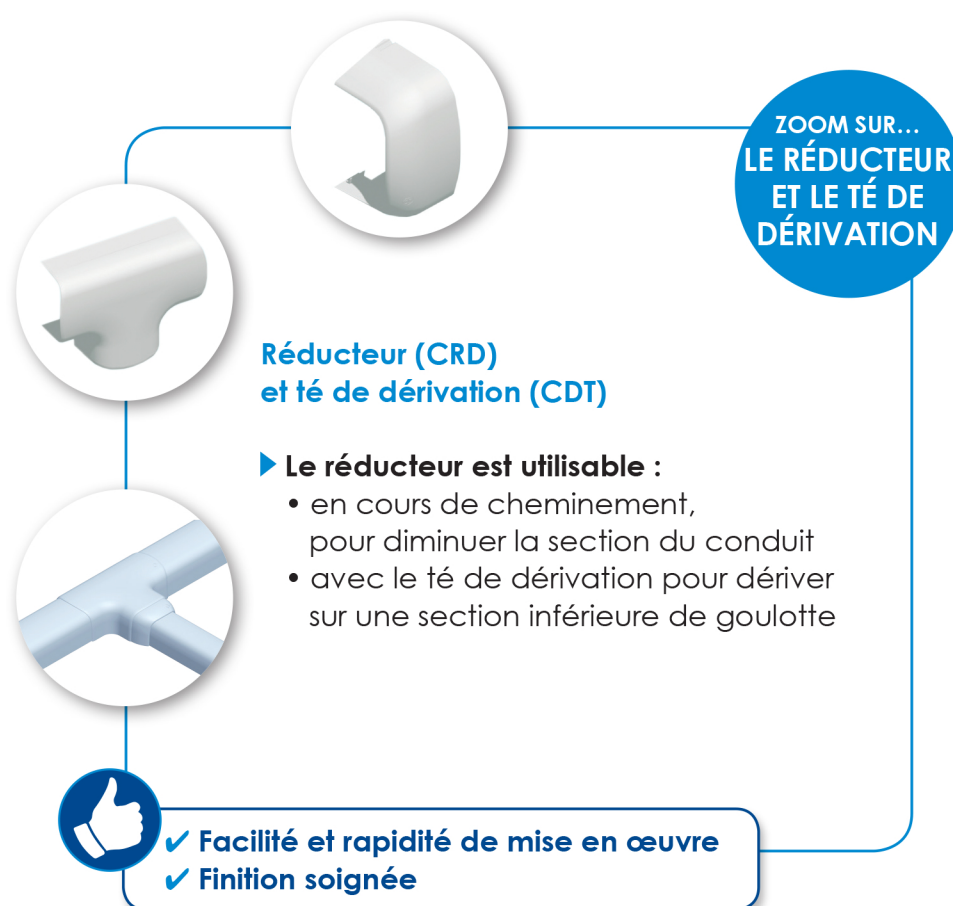 ZOOM SUR...
LE RÉDUCTEUR
ET LE TÉ DE
DÉRIVATION
Réducteur (CRD)
et té de dérivation (CDT)
Le réducteur est utilisable :
• en cours de cheminement,
pour diminuer la section du conduit
• avec le té de dérivation pour dériver
sur une section inférieure de goulotte
✔ Facilité et rapidité de mise en œuvre
✔ Finition soignée